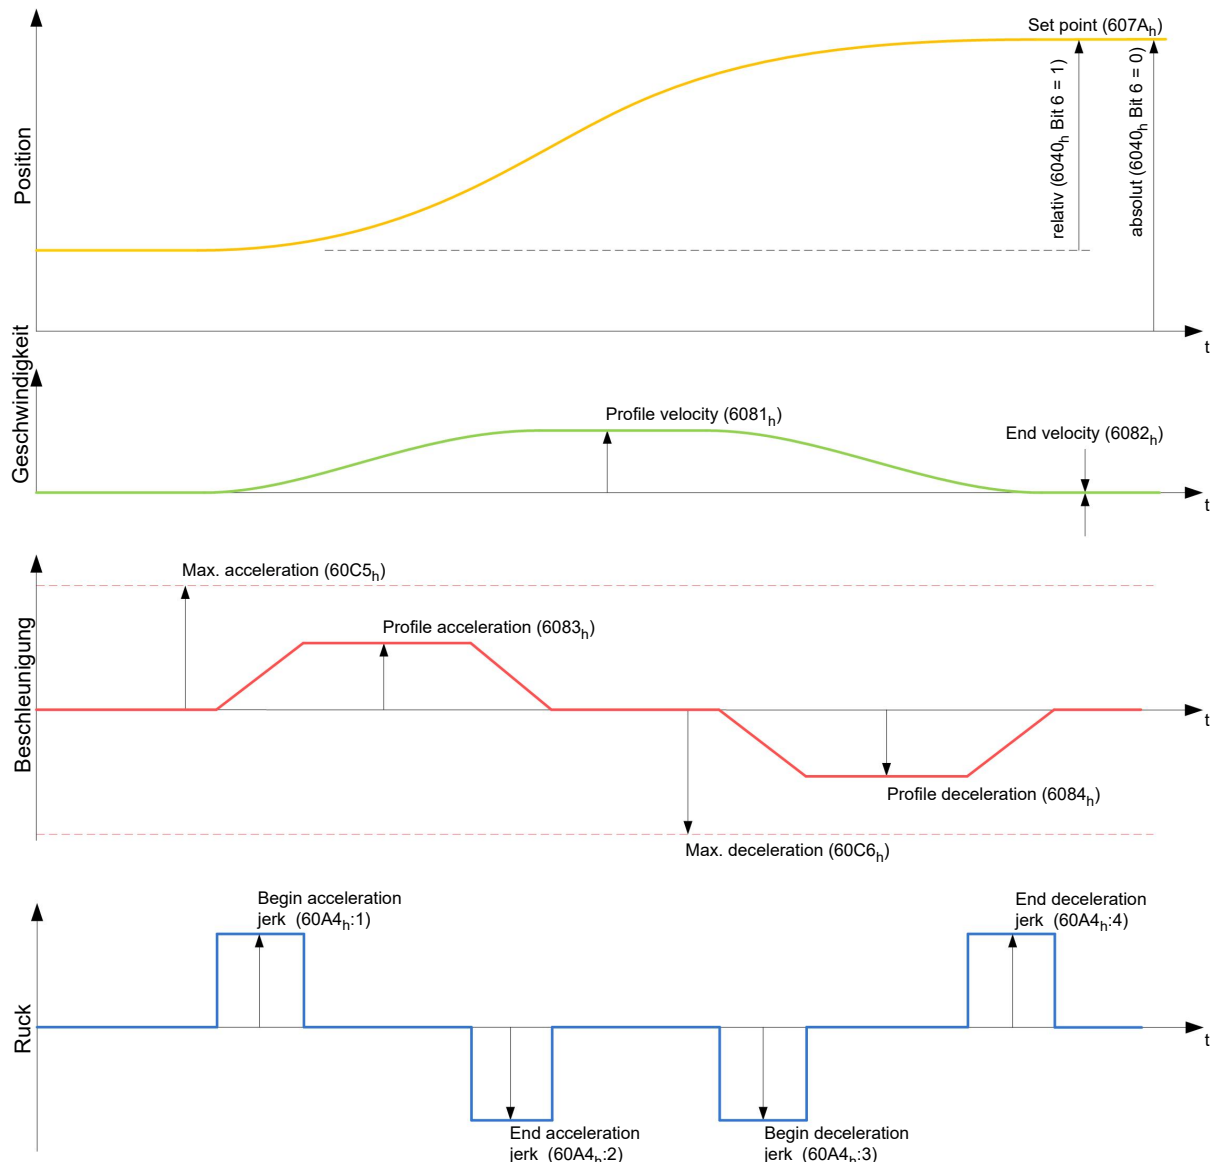 Set point (607Ah)
Position
relativ (6040h Bit 6 = 1)
absolut (6040h Bit 6 = 0)
t
Geschwindigkeit
Profile velocity (6081h)
End velocity (6082h)
t
Beschleunigung
Max. acceleration (60C5h)
Profile acceleration (6083h)
t
Profile deceleration (6084h)
Max. deceleration (60C6h)
Ruck
Begin acceleration
jerk (60A4h:1)
End deceleration
jerk (60A4h:4)
t
End acceleration
jerk (60A4h:2)
Begin deceleration
jerk (60A4h:3)